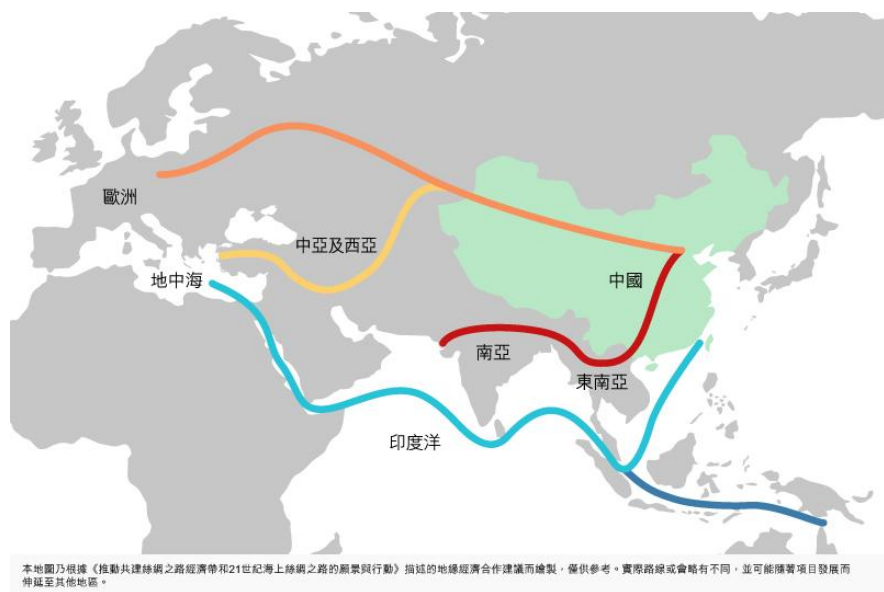 歐洲
中亞及西亞
地中海
中國
南亞
東南亞
印度洋
本地圖乃根據《推動共建絲綢之路經濟帶和21世紀海上絲綢之路的願景與行動》描述的地緣經濟合作建議而繪製，僅供參考。實際路線或會略有不同，並可能隨著項目發展而
伸延至其他地區。